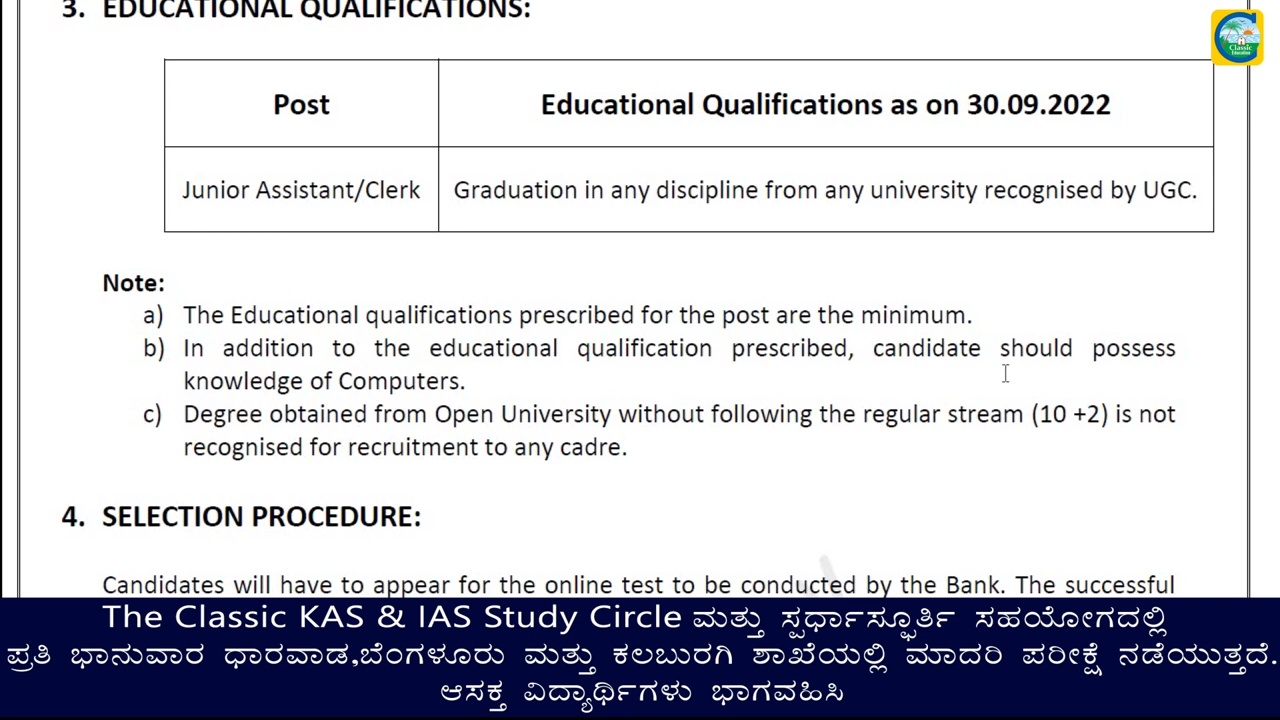 3. EDUCATIONAL QUALIFICATIONS:
Classic
Education
Post
Educational Qualifications as on 30.09.2022
Junior Assistant/Clerk
Graduation in any discipline from any university recognised by UGC.
Note:
a) The Educational qualifications prescribed for the post are the minimum.
b) In addition to the educational qualification prescribed, candidate should possess
knowledge of Computers.
c) Degree obtained from Open University without following the regular stream (10 +2) is not
recognised for recruitment to any cadre.
4. SELECTION PROCEDURE:
Candidates will have to appear for the online test to be conducted by the Bank. The successful
The Classic KAS & IAS Study Circle ಮತ್ತು ಸ್ಪರ್ಧಾಸ್ಫೂರ್ತಿ ಸಹಯೋಗದಲ್ಲಿ
ಪ್ರತಿ ಭಾನುವಾರ ಧಾರವಾಡ,ಬೆಂಗಳೂರು ಮತ್ತು ಕಲಬುರಗಿ ಶಾಖೆಯಲ್ಲಿ ಮಾದರಿ ಪರೀಕ್ಷೆ ನಡೆಯುತ್ತದೆ.
ಆಸಕ್ತ ವಿದ್ಯಾರ್ಥಿಗಳು ಭಾಗವಹಿಸಿ